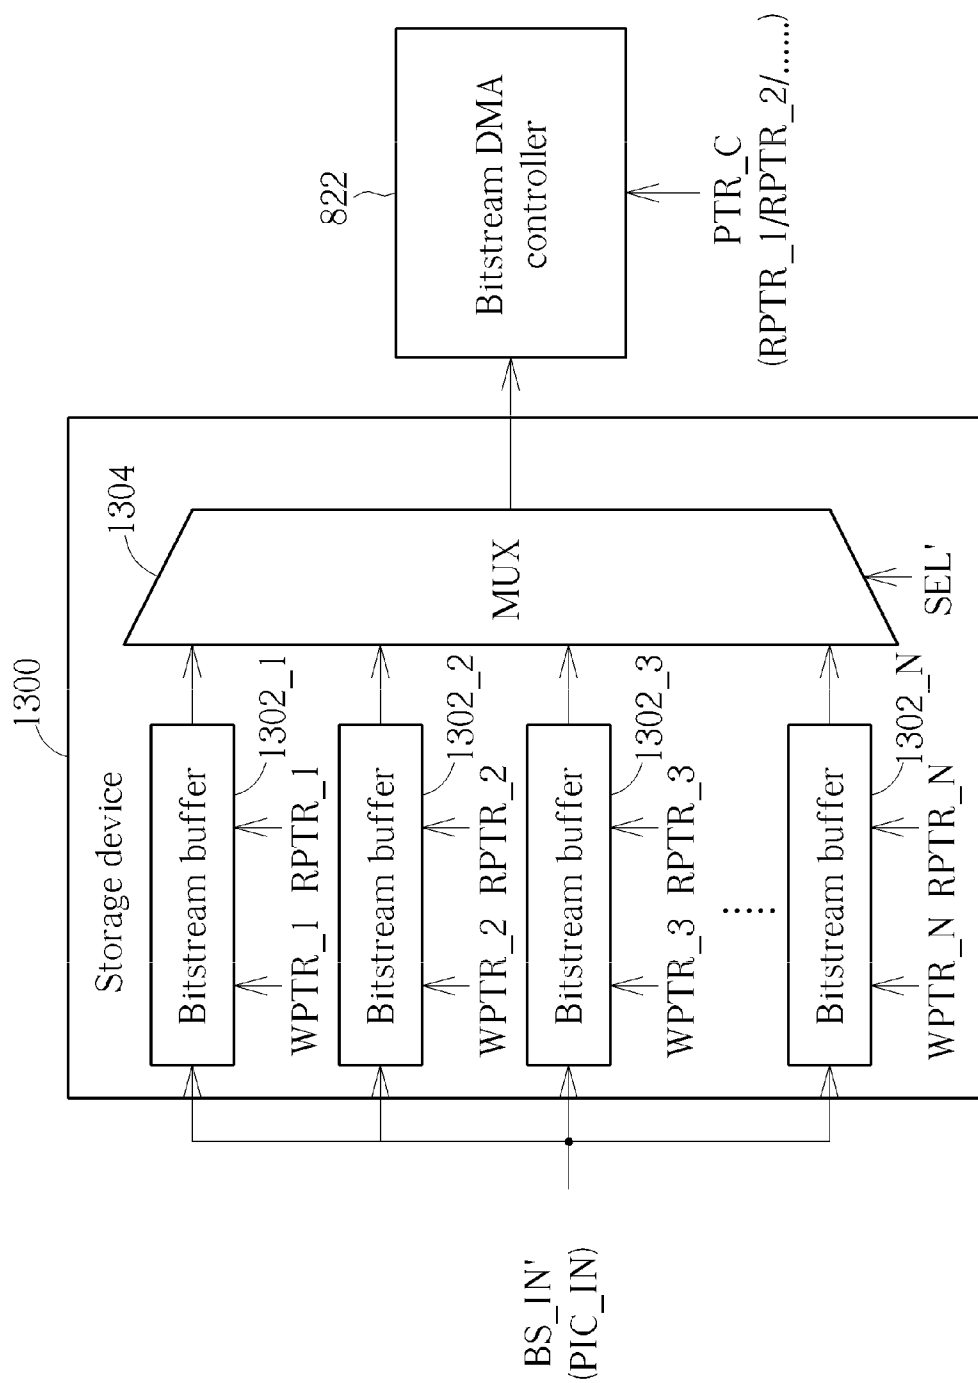 1300
Storage device
1304
822
Bitstream buffer
1302_1
WPTR_1 RPTR_1
Bitstream buffer
1302_2
WPTR_2 RPTR_2
Bitstream buffer
1302_3
WPTR_3 RPTR_3
......
Bitstream buffer
1302_N
WPTR_N RPTR_N
BS_IN'
(PIC_IN)
MUX
SEL'
Bitstream DMA
controller
PTR_C
(RPTR_1/RPTR_2/......)